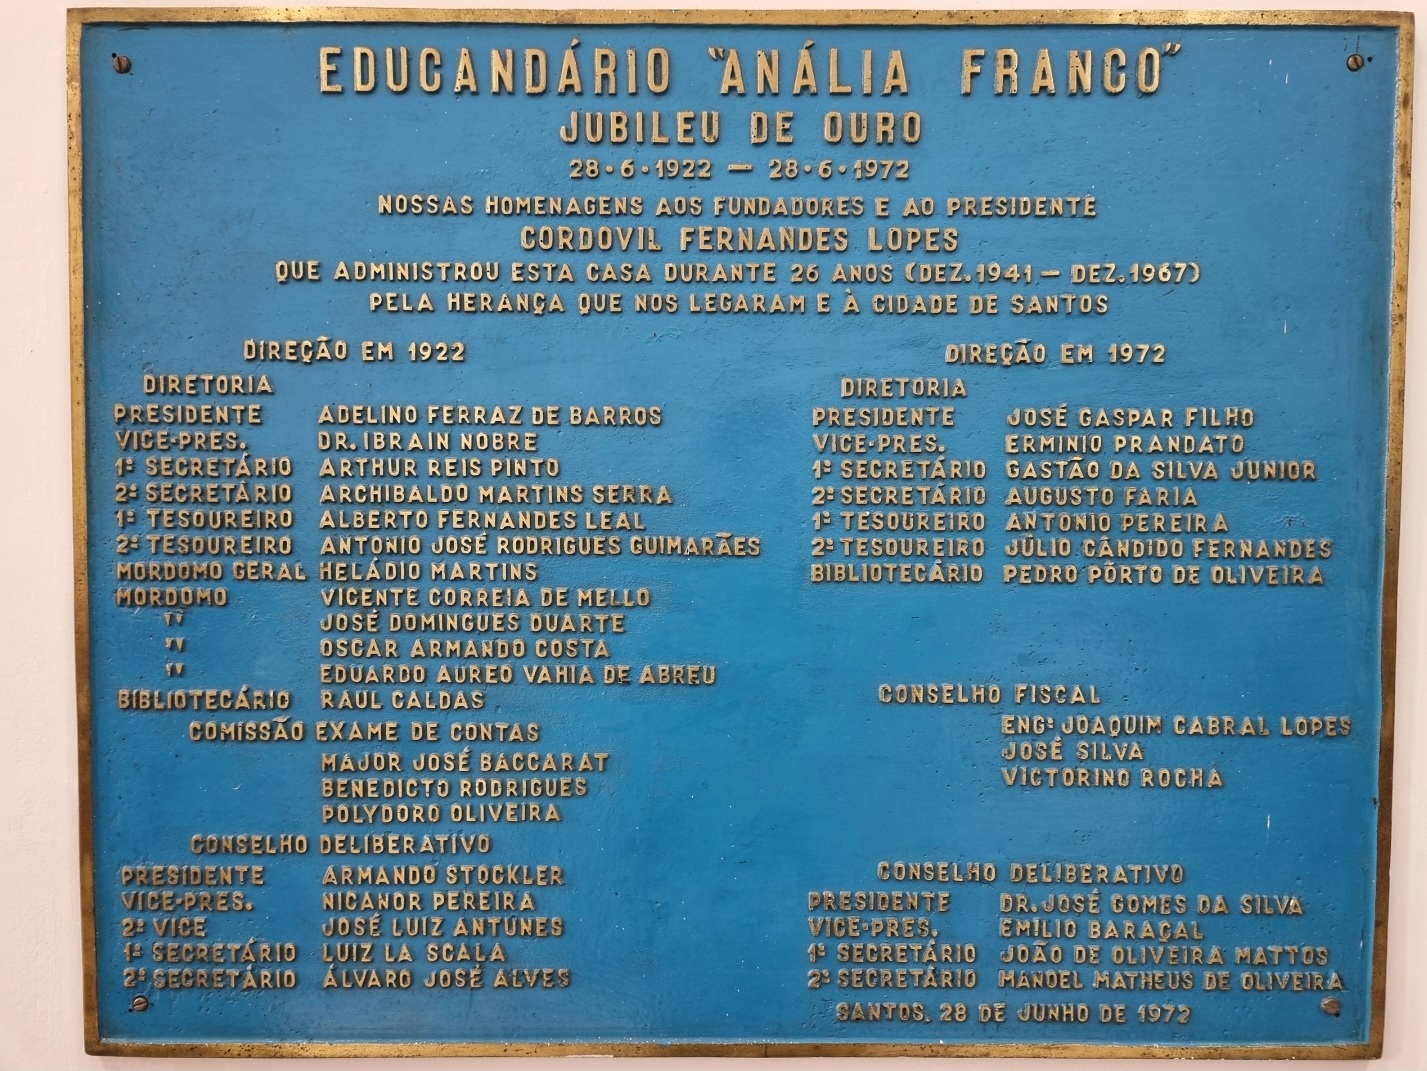 EDUCANDÁRIO "ANÁLIA FRANCO"
JUBILEU DE OURO
28·6·1922 — 28·6·1972
NOSSAS HOMENAGENS AOS FUNDADORES E AO PRESIDENTE
CORDOVIL FERNANDES LOPES
QUE ADMINISTROU ESTA CASA DURANTE 26 ANOS (DEZ.1941 — DEZ.1967)
PELA HERANÇA QUE NOS LEGARAM E À CIDADE DE SANTOS
DIREÇÃO EM 1922
DIRETORIA
PRESIDENTE ADELINO FERRAZ DE BARROS
VICE-PRES. DR. IBRAIN NOBRE
1º SECRETÁRIO ARTHUR REIS PINTO
2º SECRETÁRIO ARCHIBALDO MARTINS SERRA
1º TESOUREIRO ALBERTO FERNANDES LEAL
2º TESOUREIRO ANTONIO JOSÉ RODRIGUES GUIMARÃES
MORDOMO GERAL HELÁDIO MARTINS
MORDOMO VICENTE CORREIA DE MELLO
" JOSÉ DOMINGUES DUARTE
" OSCAR ARMANDO COSTA
" EDUARDO AUREO VAHIA DE ABREU
BIBLIOTECÁRIO RAUL CALDAS
COMISSÃO EXAME DE CONTAS
MAJOR JOSÉ BACCARAT
BENEDICTO RODRIGUES
POLYDORO OLIVEIRA
CONSELHO DELIBERATIVO
PRESIDENTE ARMANDO STOCKLER
VICE-PRES. NICANOR PEREIRA
2º VICE JOSÉ LUIZ ANTUNES
1º SECRETÁRIO LUIZ LA SCALA
2º SECRETÁRIO ÁLVARO JOSÉ ALVES
DIREÇÃO EM 1972
DIRETORIA
PRESIDENTE JOSÉ GASPAR FILHO
VICE-PRES. ERMINIO PRANDATO
1º SECRETÁRIO GASTÃO DA SILVA JUNIOR
2º SECRETÁRIO AUGUSTO FARIA
1º TESOUREIRO ANTONIO PEREIRA
2º TESOUREIRO JÚLIO CÂNDIDO FERNANDES
BIBLIOTECÁRIO PEDRO PÔRTO DE OLIVEIRA
CONSELHO FISCAL
ENGº JOAQUIM CABRAL LOPES
JOSÉ SILVA
VICTORINO ROCHA
CONSELHO DELIBERATIVO
PRESIDENTE DR. JOSÉ GOMES DA SILVA
VICE-PRES. EMILIO BARAÇAL
1º SECRETÁRIO JOÃO DE OLIVEIRA MATTOS
2º SECRETÁRIO MANOEL MATHEUS DE OLIVEIRA
SANTOS, 28 DE JUNHO DE 1972